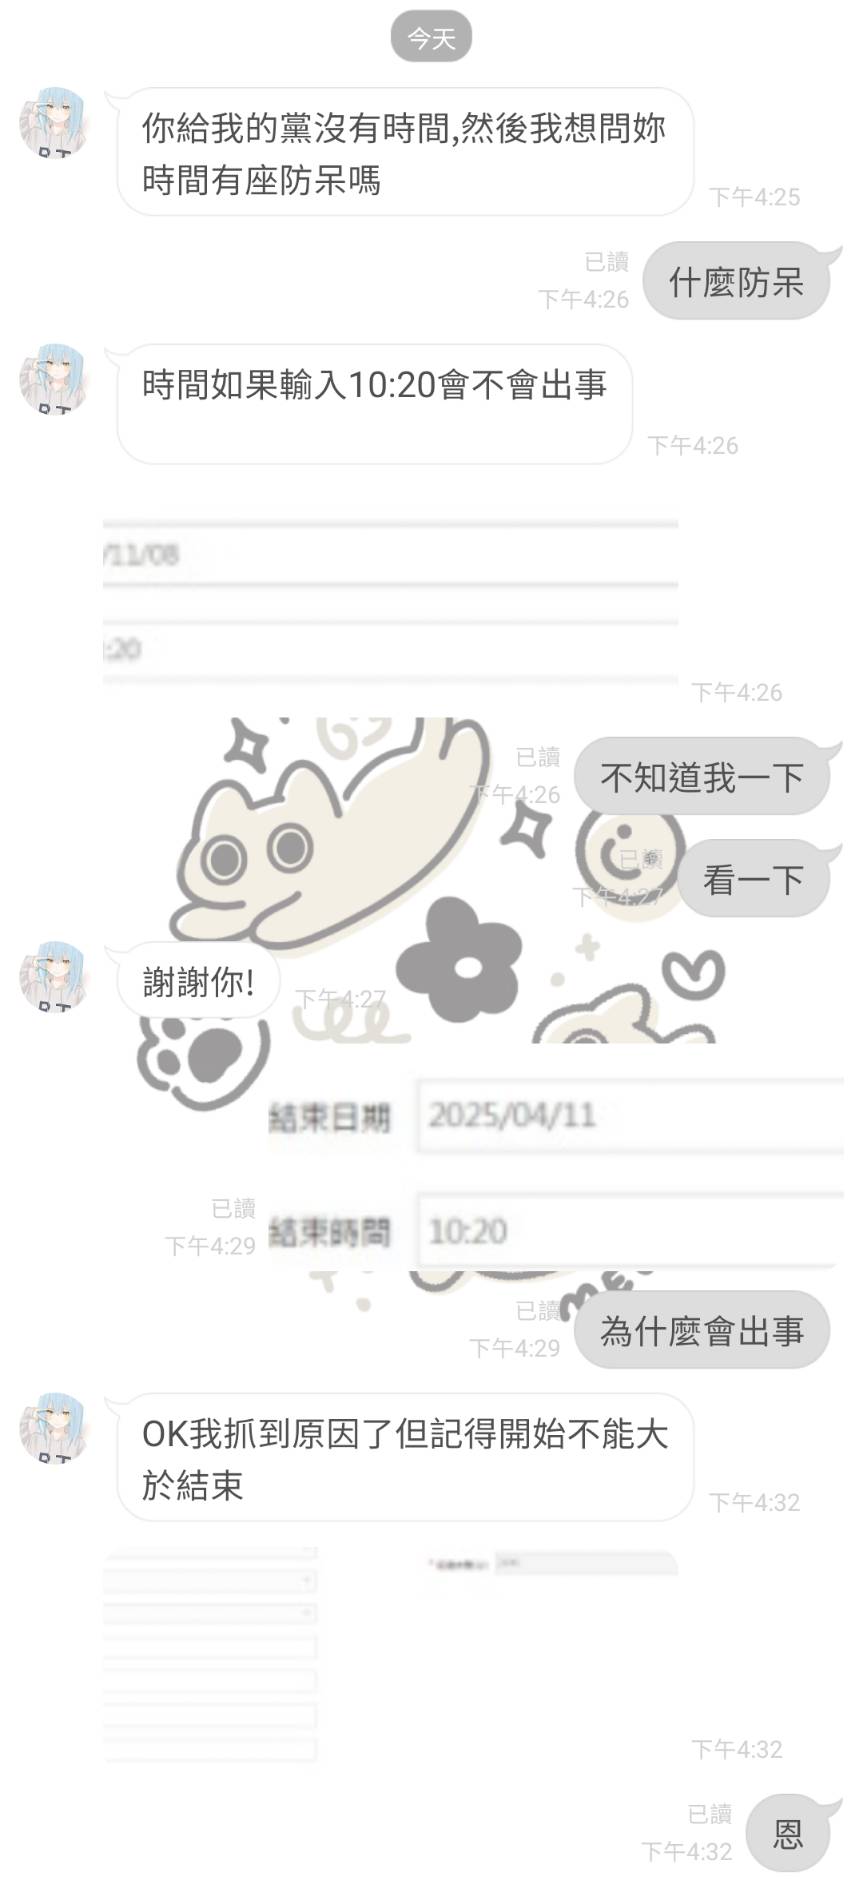 今天
你給我的黨沒有時間,然後我想問妳
時間有座防呆嗎
下午4:25
已讀
下午4:26
什麼防呆
時間如果輸入10:20會不會出事
下午4:26
/11/08
:20
下午4:26
已讀
下午4:26
不知道我一下
已讀
下午4:27
看一下
謝謝你!
下午4:27
結束日期 2025/04/11
已讀
下午4:29
結束時間 10:20
已讀
下午4:29
為什麼會出事
OK我抓到原因了但記得開始不能大
於結束
下午4:32
下午4:32
已讀
下午4:32
恩